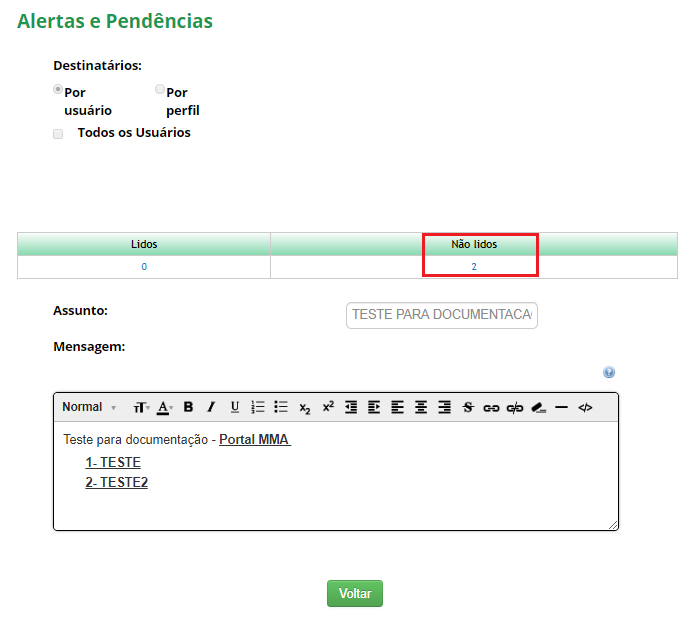 Alertas e Pendências
Destinatários:
Por usuário
Por perfil
Todos os Usuários
Lidos Não lidos
0 2
Assunto: TESTE PARA DOCUMENTACA
Mensagem:
Normal
Teste para documentação - Portal MMA
1- TESTE
2- TESTE2
Voltar